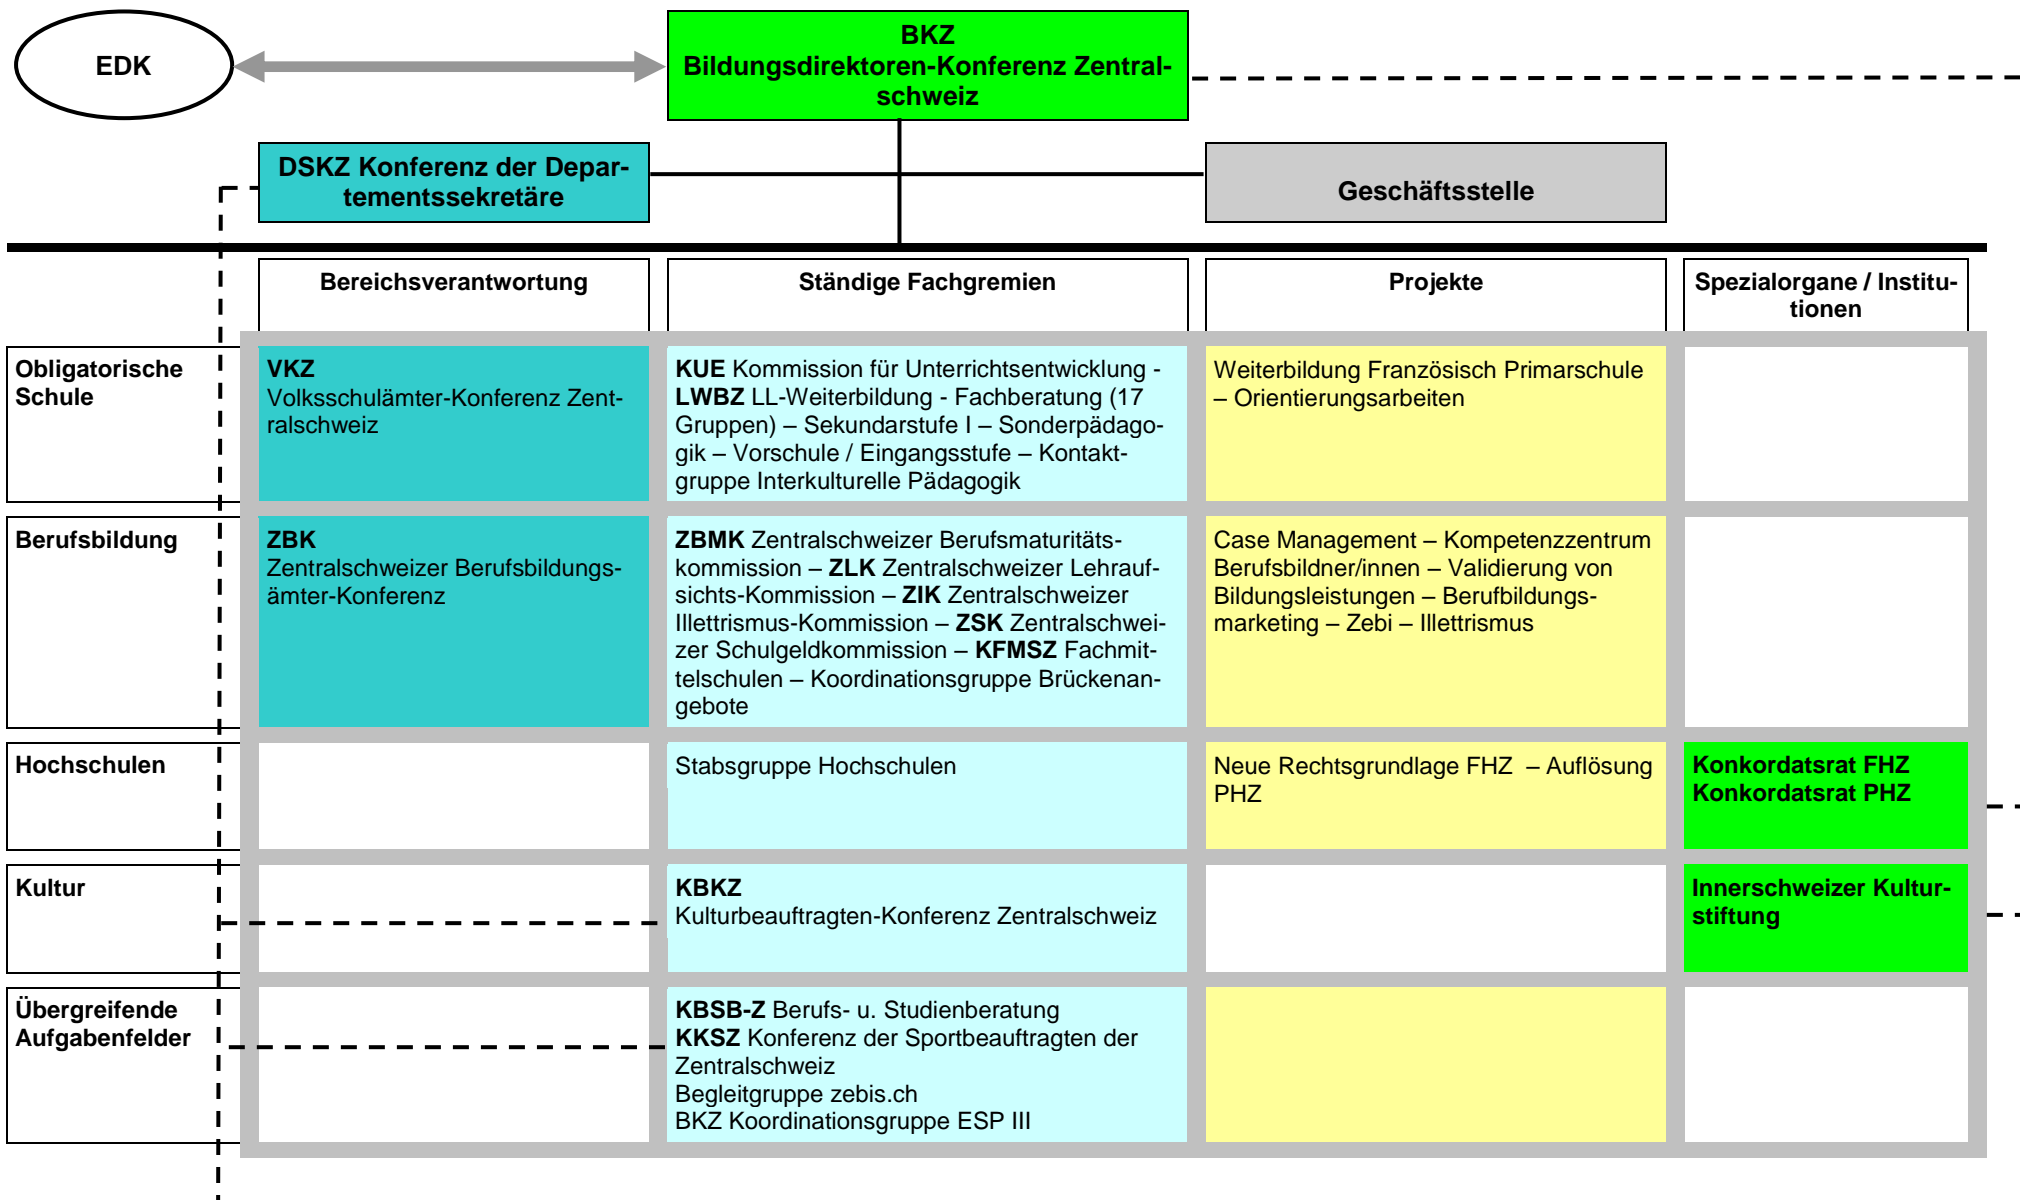 EDK
BKZ
Bildungsdirektoren-Konferenz Zentral-
schweiz
DSKZ Konferenz der Depar-
tementssekretäre
Geschäftsstelle
Bereichsverantwortung
Ständige Fachgremien
Projekte
Spezialorgane / Institu-
tionen
Obligatorische
Schule
VKZ
Volksschulämter-Konferenz Zent-
ralschweiz
KUE Kommission für Unterrichtsentwicklung -
LWBZ LL-Weiterbildung - Fachberatung (17
Gruppen) – Sekundarstufe I – Sonderpädago-
gik – Vorschule / Eingangsstufe – Kontakt-
gruppe Interkulturelle Pädagogik
Weiterbildung Französisch Primarschule
– Orientierungsarbeiten
Berufsbildung
ZBK
Zentralschweizer Berufsbildungs-
ämter-Konferenz
ZBMK Zentralschweizer Berufsmaturitäts-
kommission – ZLK Zentralschweizer Lehrauf-
sichts-Kommission – ZIK Zentralschweizer
Illettrismus-Kommission – ZSK Zentralschwei-
zer Schulgeldkommission – KFMSZ Fachmit-
telschulen – Koordinationsgruppe Brückenan-
gebote
Case Management – Kompetenzzentrum
Berufsbildner/innen – Validierung von
Bildungsleistungen – Berufbildungs-
marketing – Zebi – Illettrismus
Hochschulen
Stabsgruppe Hochschulen
Neue Rechtsgrundlage FHZ – Auflösung
PHZ
Konkordatsrat FHZ
Konkordatsrat PHZ
Kultur
KBKZ
Kulturbeauftragten-Konferenz Zentralschweiz
Innerschweizer Kultur-
stiftung
Übergreifende
Aufgabenfelder
KBSB-Z Berufs- u. Studienberatung
KKSZ Konferenz der Sportbeauftragten der
Zentralschweiz
Begleitgruppe zebis.ch
BKZ Koordinationsgruppe ESP III